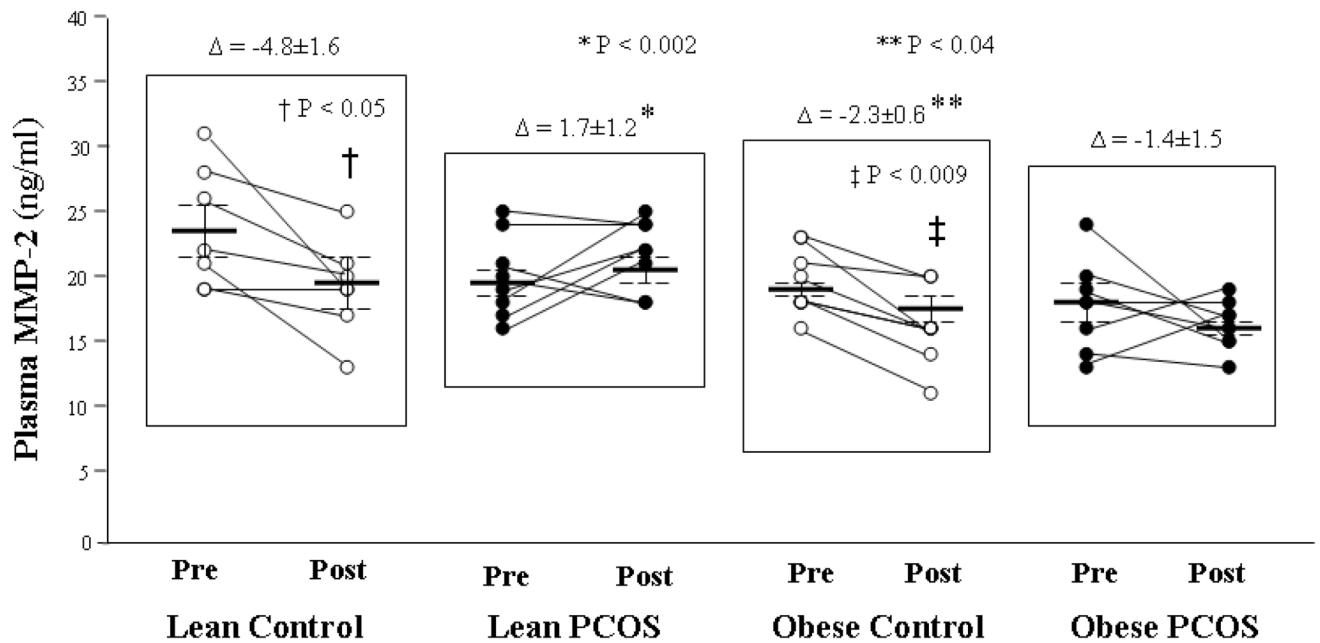 40
35
30
25
20
15
10
5
0
Plasma MMP-2 (ng/ml)
Δ = -4.8±1.6
* P < 0.002
** P < 0.04
† P < 0.05
†
Δ = 1.7±1.2*
Δ = -2.3±0.6**
‡ P < 0.009
‡
Δ = -1.4±1.5
Pre Post Pre Post Pre Post Pre Post
Lean Control Lean PCOS Obese Control Obese PCOS